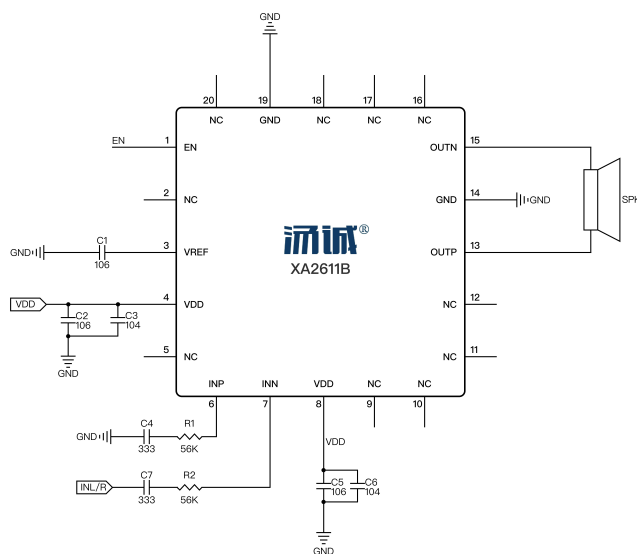 GND
20 19 18 17 16
NC GND NC NC NC
EN 1 EN OUTN 15
2 NC GND 14 GND
SPK
汤诚®
XA2611B
GND C1 3 VREF OUTP 13
106
VDD 4 VDD NC 12
C2 C3
106 104
5 NC NC 11
GND
INP INN VDD NC NC
6 7 8 9 10
GND C4 R1
333 56K
VDD
INL/R C7 R2
333 56K
C5 C6
106 104
GND